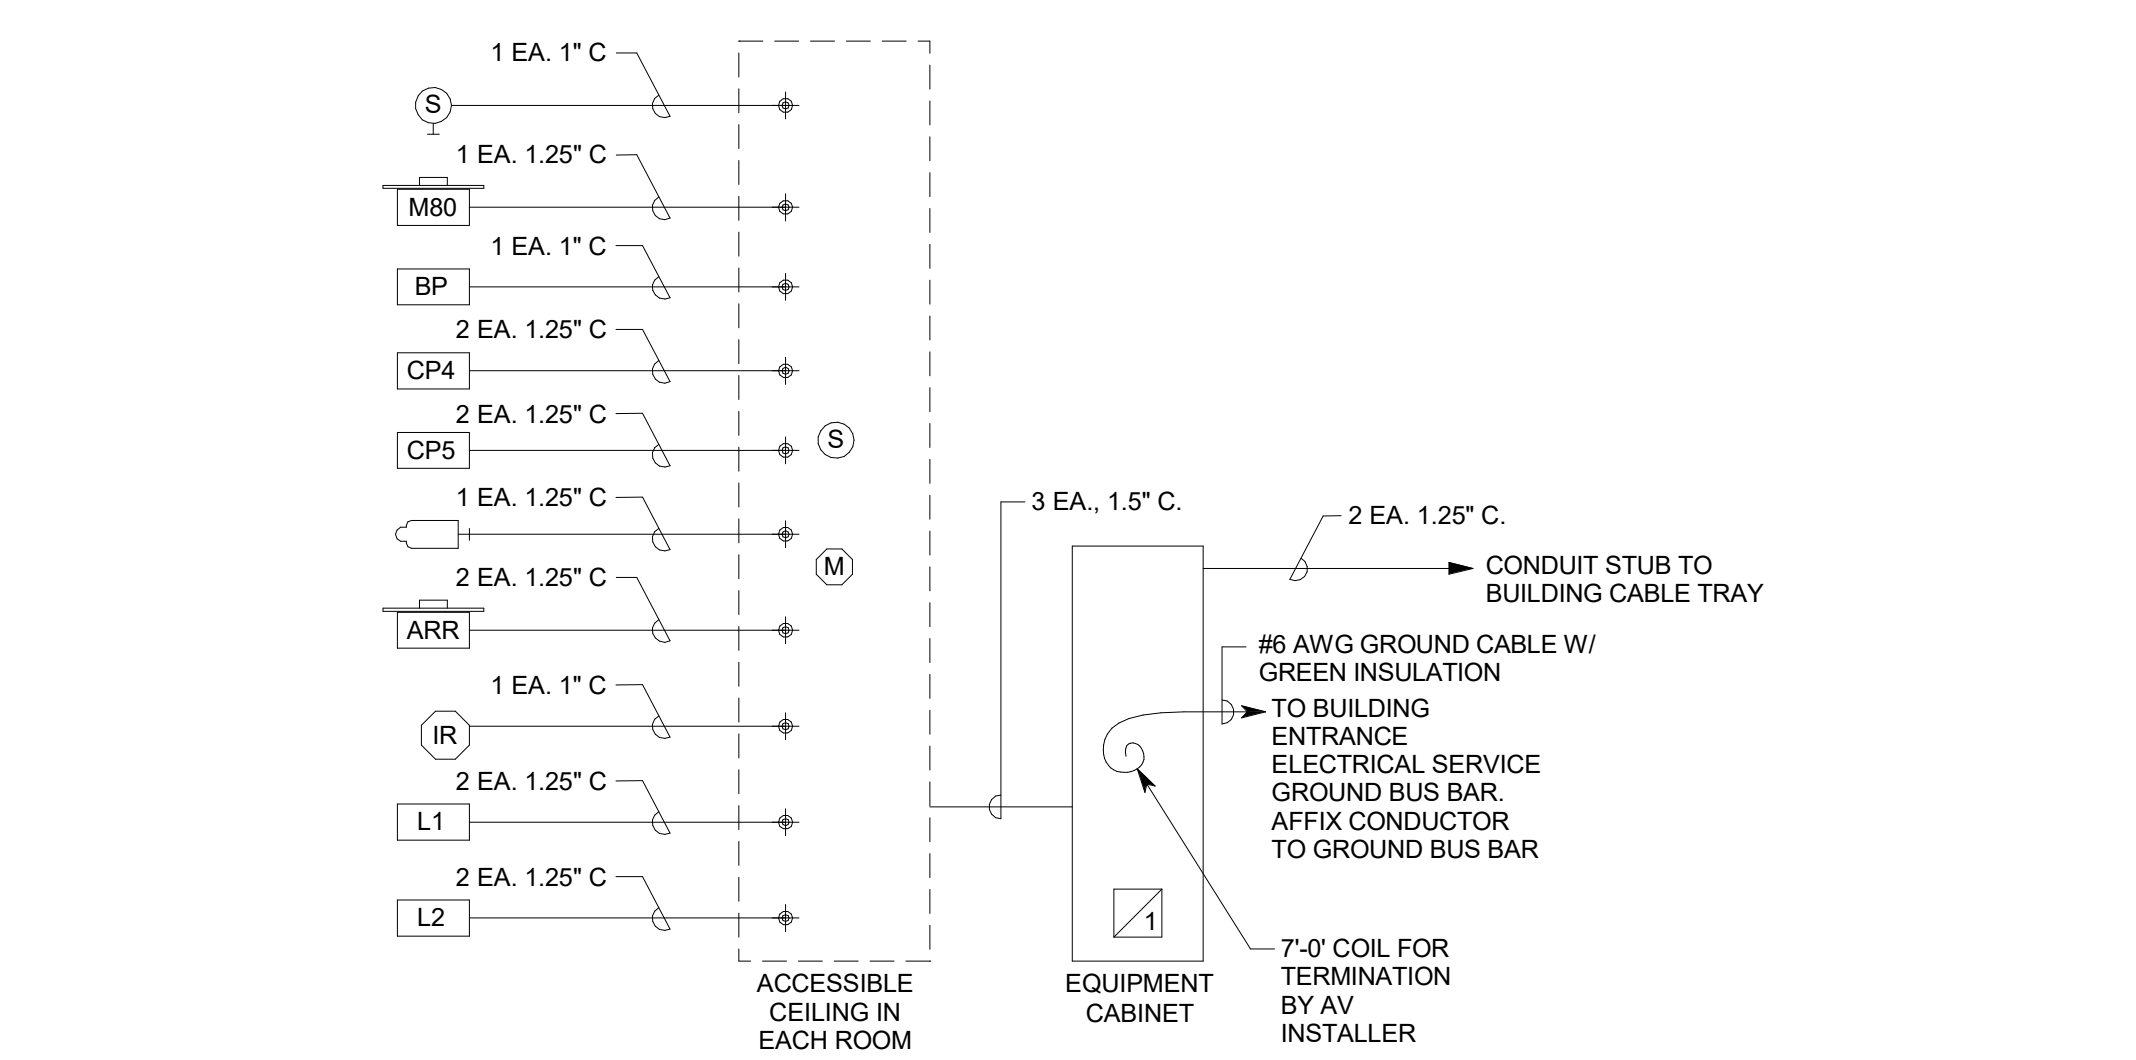 1 EA. 1" C
S
1 EA. 1.25" C
M80
1 EA. 1" C
BP
2 EA. 1.25" C
CP4
2 EA. 1.25" C
CP5
S
1 EA. 1.25" C
M
2 EA. 1.25" C
ARR
1 EA. 1" C
IR
2 EA. 1.25" C
L1
2 EA. 1.25" C
L2
ACCESSIBLE
CEILING IN
EACH ROOM
3 EA., 1.5" C.
1
EQUIPMENT
CABINET
2 EA. 1.25" C.
CONDUIT STUB TO
BUILDING CABLE TRAY
#6 AWG GROUND CABLE W/
GREEN INSULATION
TO BUILDING
ENTRANCE
ELECTRICAL SERVICE
GROUND BUS BAR.
AFFIX CONDUCTOR
TO GROUND BUS BAR
7'-0' COIL FOR
TERMINATION
BY AV
INSTALLER